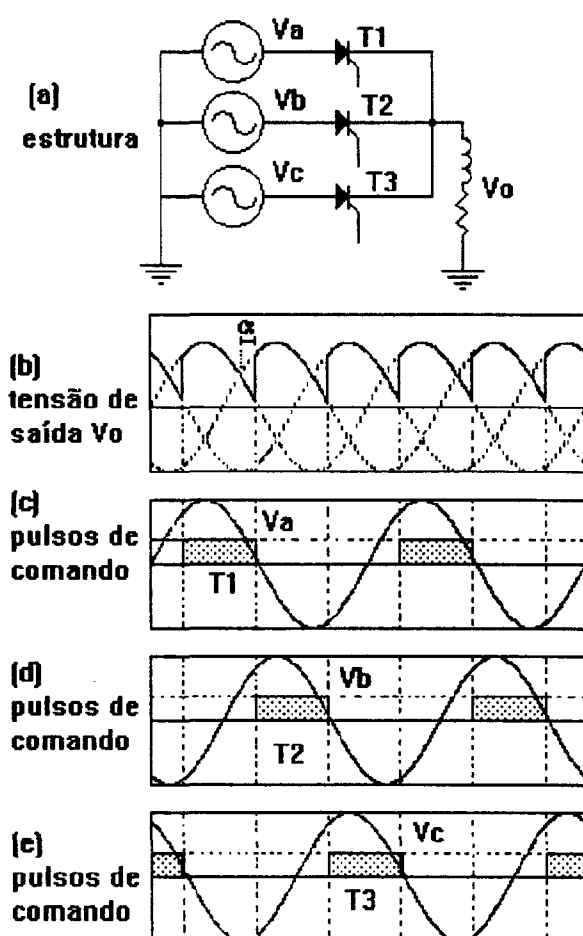 Va
T1
(a)
estrutura
Vb
T2
Vc
T3
Vo
α
(b)
tensão de
saída Vo
(c)
pulsos de
comando
Va
T1
(d)
pulsos de
comando
Vb
T2
(e)
pulsos de
comando
Vc
T3